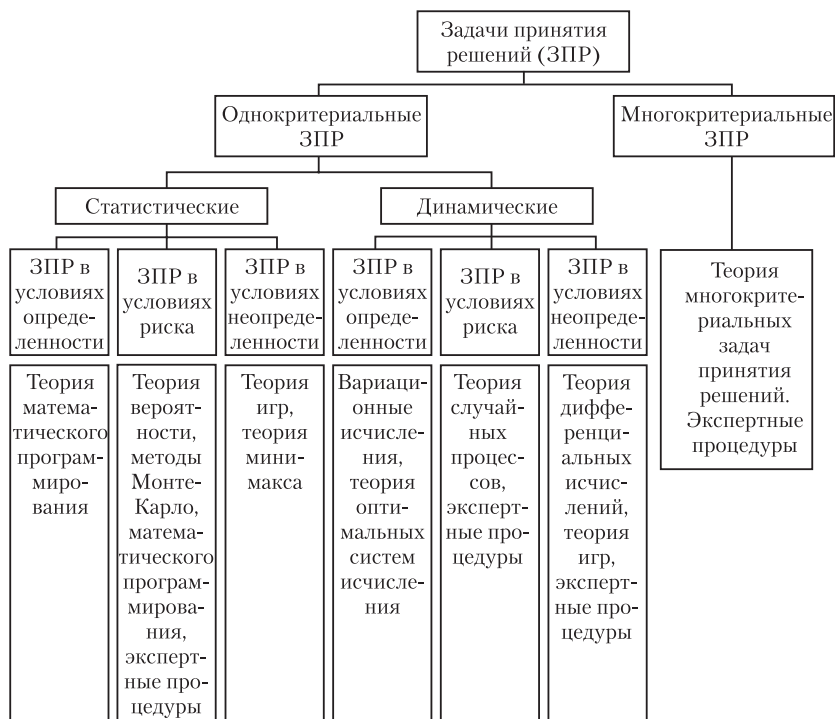 Задачи принятия
решений (ЗПР)
Однокритериальные
ЗПР
Многокритериальные
ЗПР
Статистические
Динамические
ЗПР в
условиях
опреде-
ленности
ЗПР в
условиях
риска
ЗПР в
условиях
неопреде-
ленности
ЗПР в
условиях
опреде-
ленности
ЗПР в
условиях
риска
ЗПР в
условиях
неопреде-
ленности
Теория
многокрите-
риальных
задач
принятия
решений.
Экспертные
процедуры
Теория
матема-
тического
програм-
миро-
вания
Теория
вероят-
ности,
методы
Монте-
Карло,
матема-
тического
програм-
мирова-
ния,
эксперт-
ные про-
цедуры
Теория
игр,
теория
мини-
макса
Вариаци-
онные
исчисле-
ния,
теория
опти-
мальных
систем
исчисле-
ния
Теория
случай-
ных
процес-
сов,
эксперт-
ные про-
цедуры
Теория
диффе-
ренци-
альных
исчис-
лений,
теория
игр,
эксперт-
ные про-
цедуры